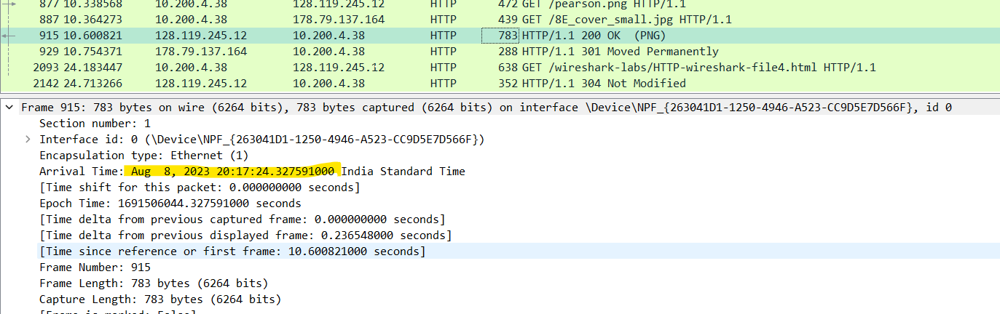 877 10.338568 10.200.4.38 128.119.245.12 HTTP 472 GET /pearson.png HTTP/1.1
887 10.364273 10.200.4.38 178.79.137.164 HTTP 439 GET /8E_cover_small.jpg HTTP/1.1
915 10.600821 128.119.245.12 10.200.4.38 HTTP 783 HTTP/1.1 200 OK (PNG)
929 10.754371 178.79.137.164 10.200.4.38 HTTP 288 HTTP/1.1 301 Moved Permanently
2093 24.183447 10.200.4.38 128.119.245.12 HTTP 638 GET /wireshark-labs/HTTP-wireshark-file4.html HTTP/1.1
2142 24.713266 128.119.245.12 10.200.4.38 HTTP 352 HTTP/1.1 304 Not Modified
Frame 915: 783 bytes on wire (6264 bits), 783 bytes captured (6264 bits) on interface \Device\NPF_{263041D1-1250-4946-A523-CC9D5E7D566F}, id 0
Section number: 1
Interface id: 0 (\Device\NPF_{263041D1-1250-4946-A523-CC9D5E7D566F})
Encapsulation type: Ethernet (1)
Arrival Time: Aug  8, 2023 20:17:24.327591000 India Standard Time
[Time shift for this packet: 0.000000000 seconds]
Epoch Time: 1691506044.327591000 seconds
[Time delta from previous captured frame: 0.000000000 seconds]
[Time delta from previous displayed frame: 0.236548000 seconds]
[Time since reference or first frame: 10.600821000 seconds]
Frame Number: 915
Frame Length: 783 bytes (6264 bits)
Capture Length: 783 bytes (6264 bits)
[Frame is marked: False]